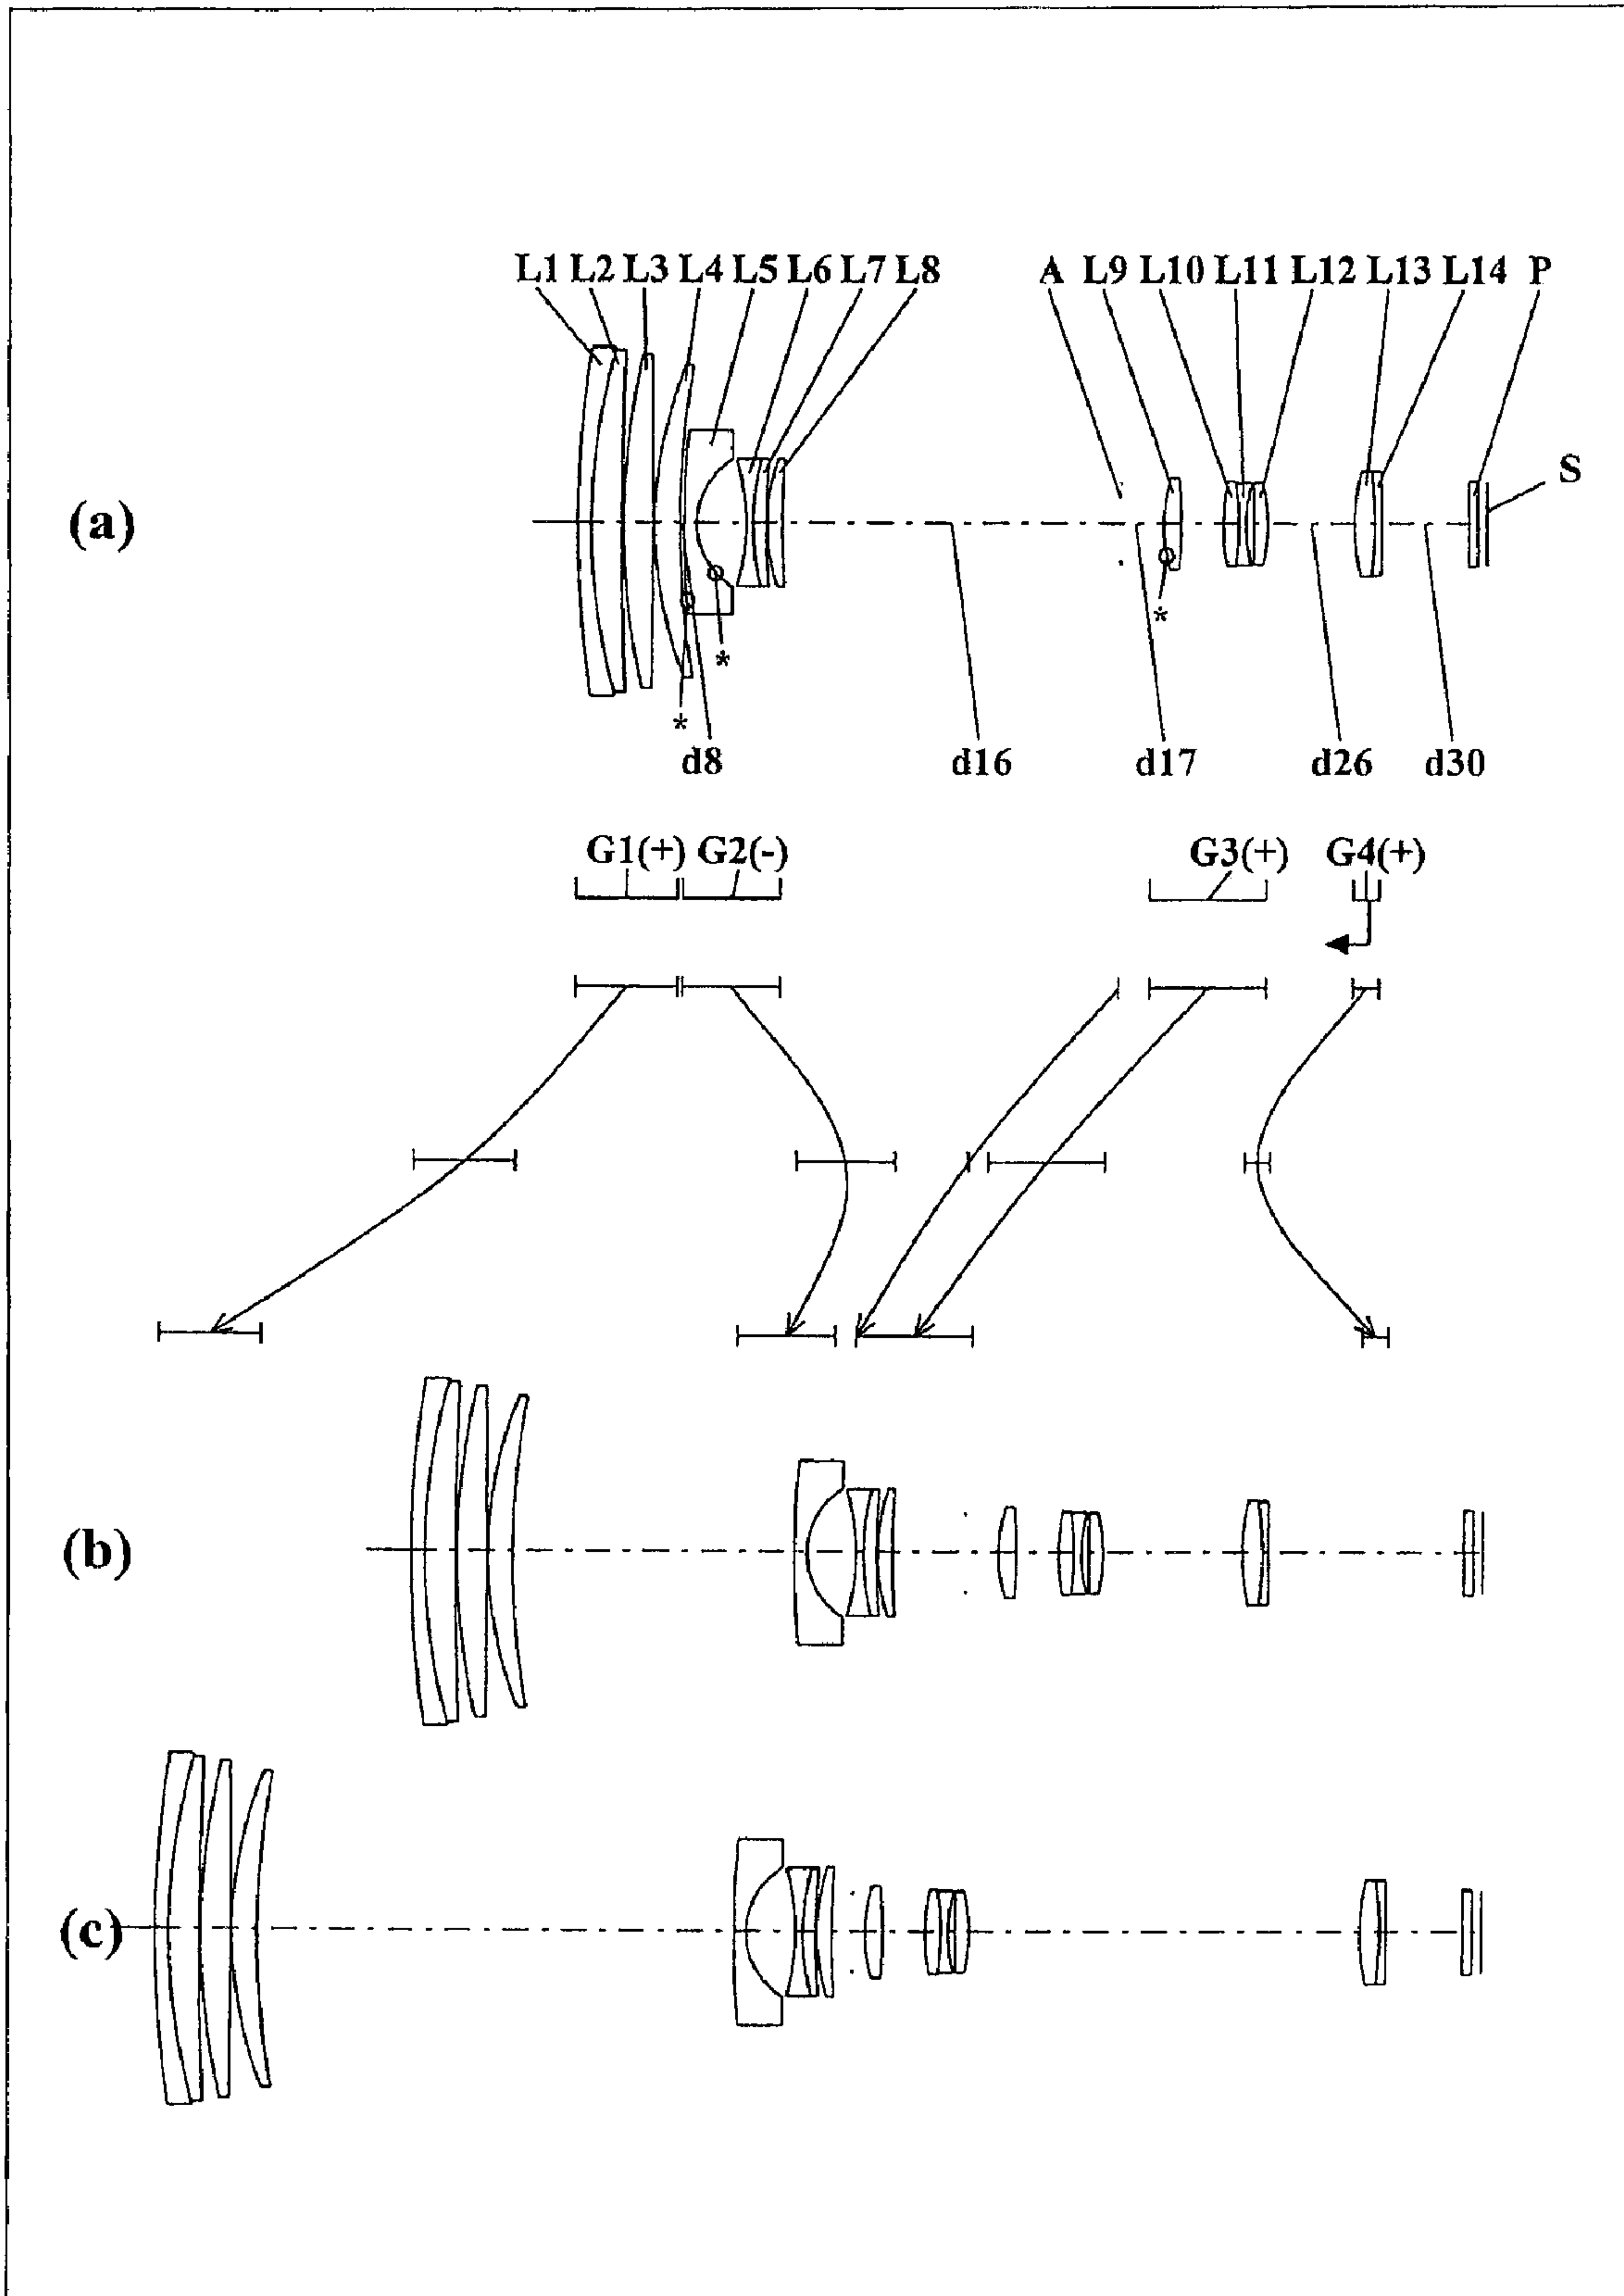 L1 L2 L3 L4 L5 L6 L7 L8 A L9 L10 L11 L12 L13 L14 P
S
(a)
*
*
*
d8 d16 d17 d26 d30
G1(+) G2(-) G3(+) G4(+)
(b)
(c)